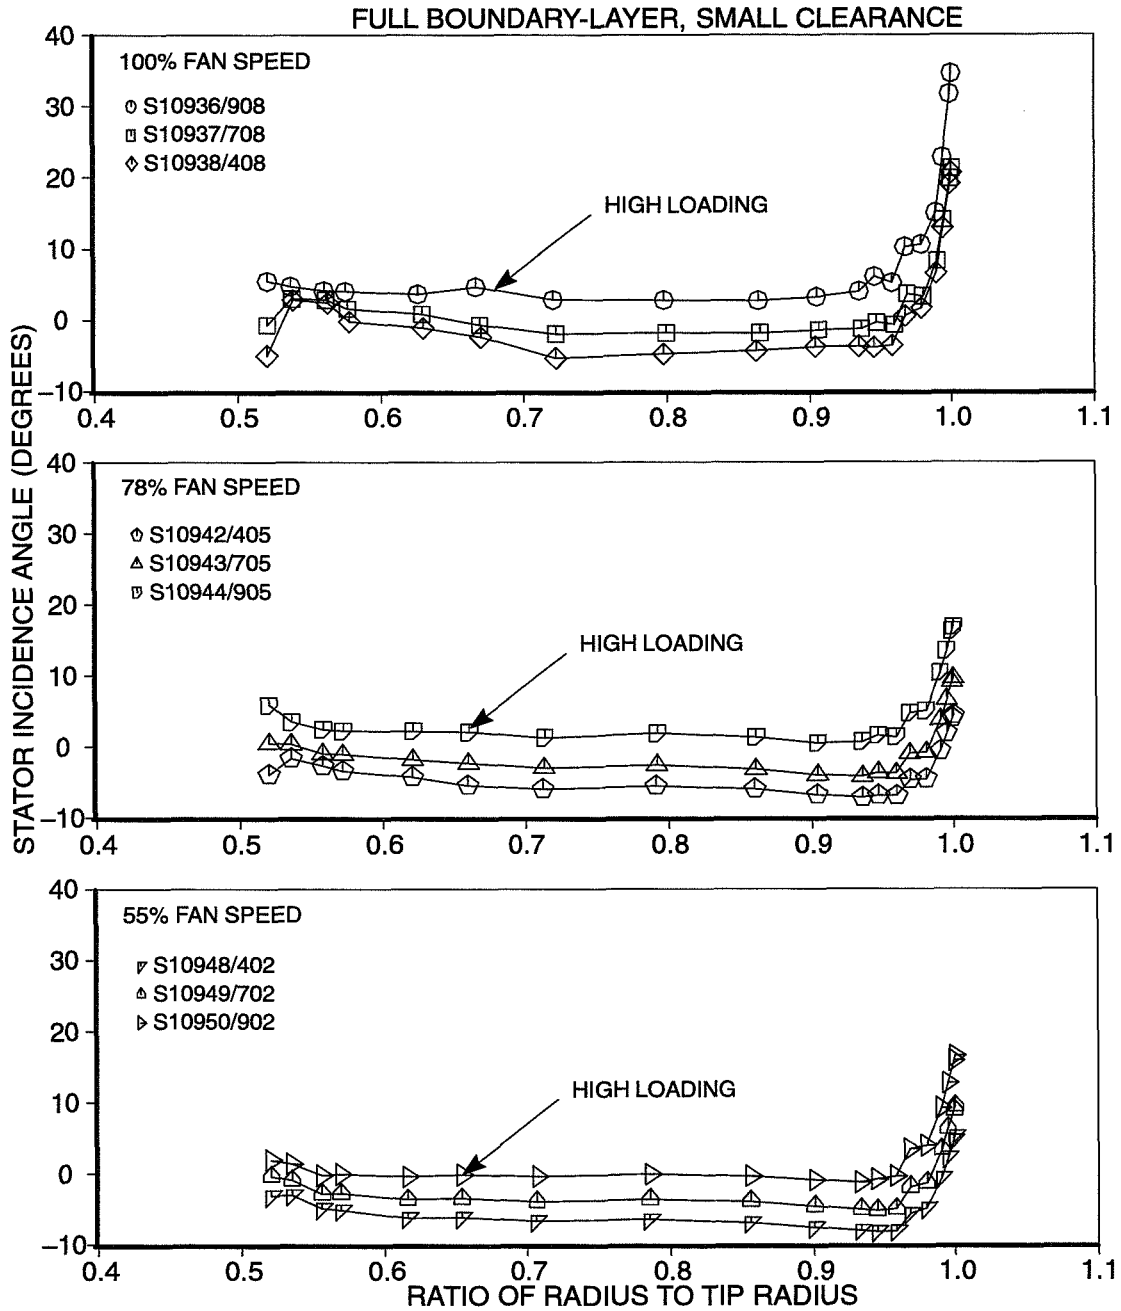 FULL BOUNDARY-LAYER, SMALL CLEARANCE
STATOR INCIDENCE ANGLE (DEGREES)
40
30
20
10
0
−10
100% FAN SPEED
S10936/908
S10937/708
S10938/408
HIGH LOADING
0.4 0.5 0.6 0.7 0.8 0.9 1.0 1.1
40
30
20
10
0
−10
78% FAN SPEED
S10942/405
S10943/705
S10944/905
HIGH LOADING
0.4 0.5 0.6 0.7 0.8 0.9 1.0 1.1
40
30
20
10
0
−10
55% FAN SPEED
S10948/402
S10949/702
S10950/902
HIGH LOADING
0.4 0.5 0.6 0.7 0.8 0.9 1.0 1.1
RATIO OF RADIUS TO TIP RADIUS